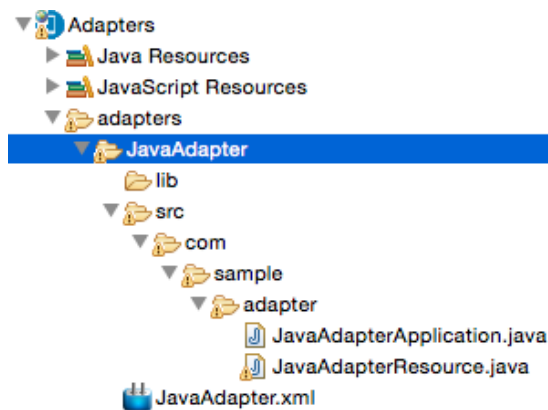 Adapters
Java Resources
JavaScript Resources
adapters
JavaAdapter
lib
src
com
sample
adapter
JavaAdapterApplication.java
JavaAdapterResource.java
JavaAdapter.xml